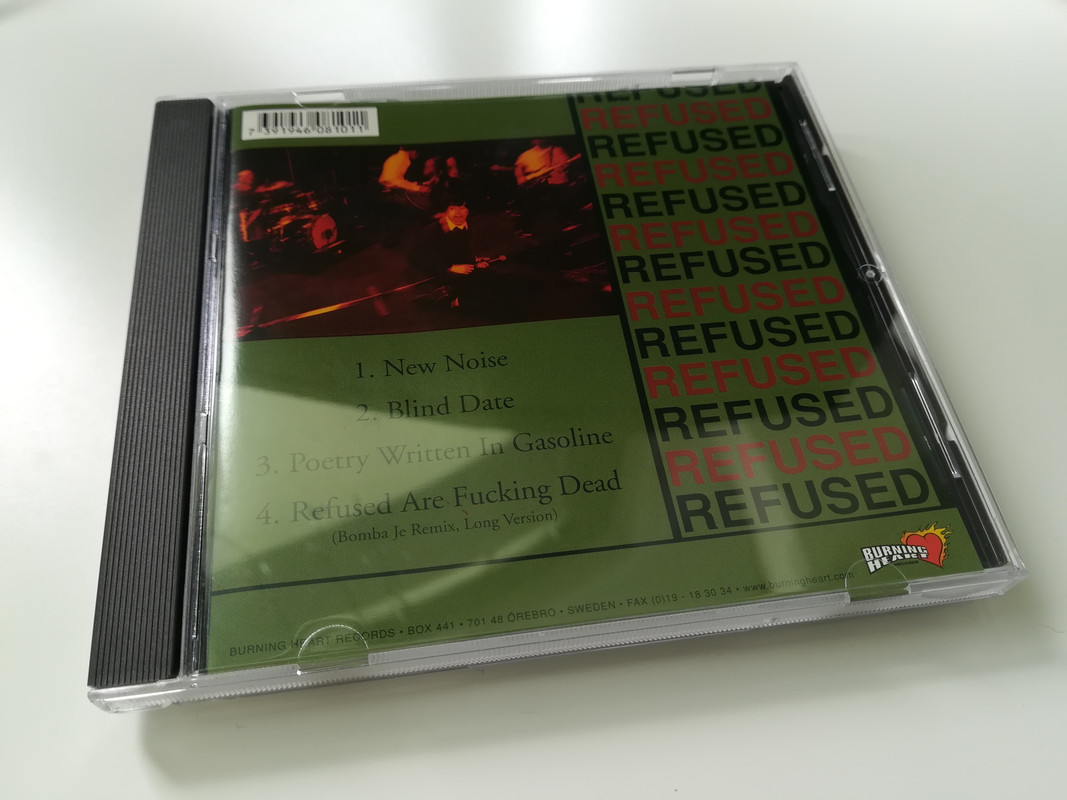 7 391946 081011
REFUSED
REFUSED
REFUSED
REFUSED
REFUSED
REFUSED
REFUSED
REFUSED
REFUSED
REFUSED
REFUSED
REFUSED
REFUSED
1. New Noise
2. Blind Date
3. Poetry Written In Gasoline
4. Refused Are Fucking Dead
(Bomba Je Remix, Long Version)
BURNING
HEART
BURNING HEART RECORDS • BOX 441 • 701 48 ÖREBRO • SWEDEN • FAX (0)19 - 18 30 34 • www.burningheart.com